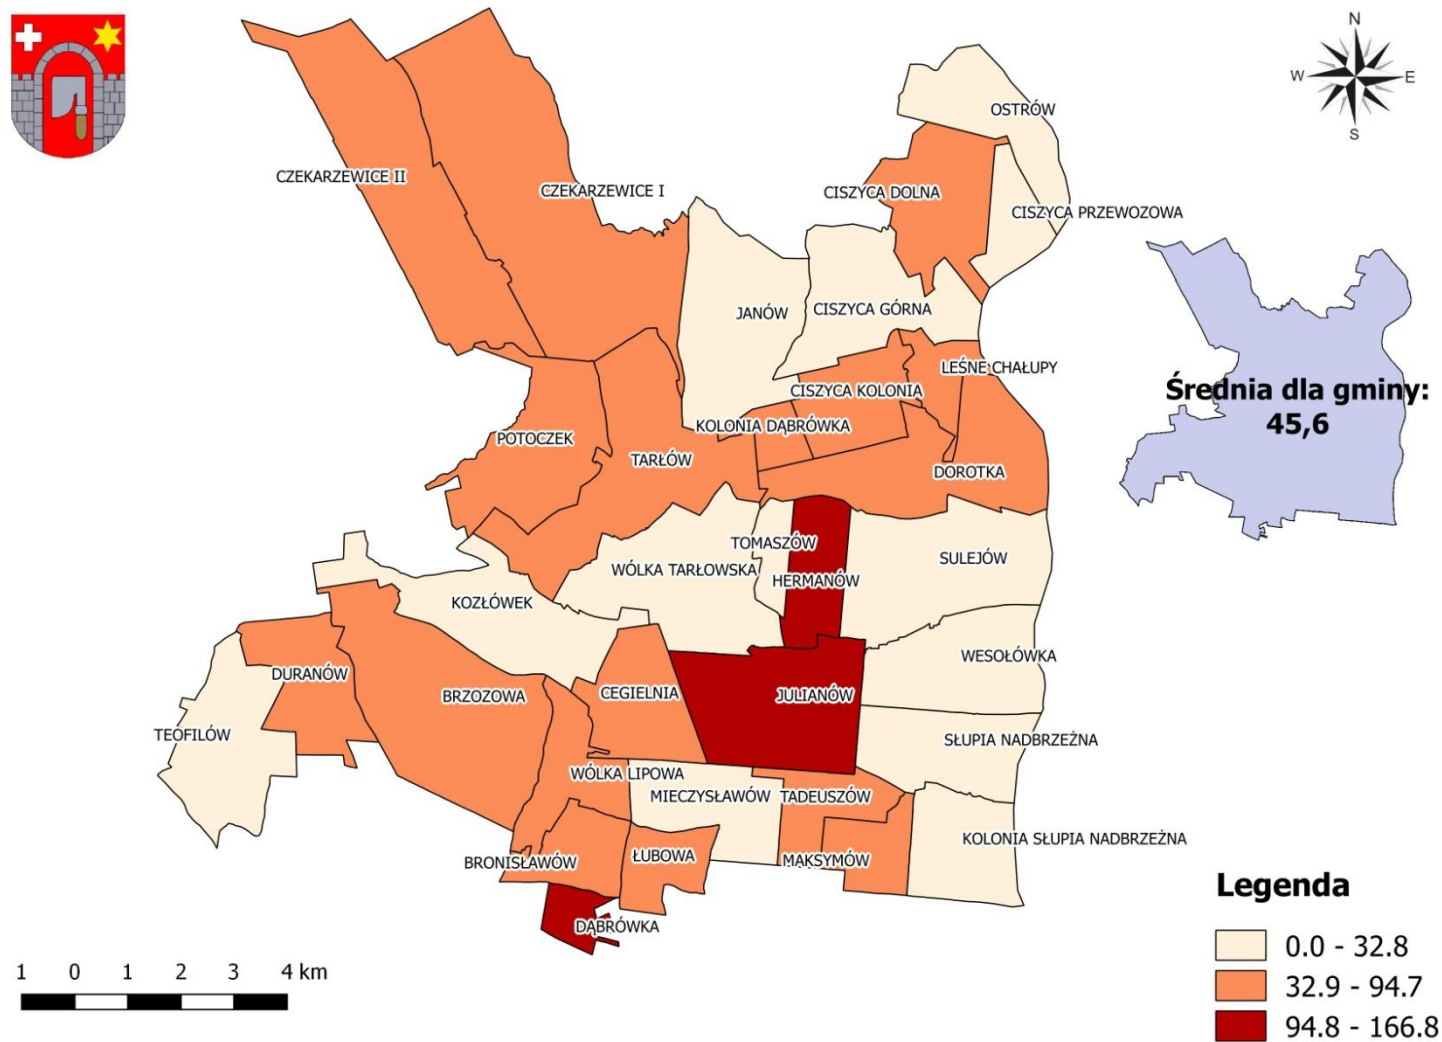 N
W
E
S
OSTRÓW
CZEKARZEWICE II
CZEKARZEWICE I
CISZYCA DOLNA
CISZYCA PRZEWOZOWA
JANÓW
CISZYCA GÓRNA
LEŚNE CHAŁUPY
CISZYCA KOLONIA
Średnia dla gminy:
45,6
KOLONIA DĄBRÓWKA
POTOCZEK
TARŁÓW
DOROTKA
TOMASZÓW
SULEJÓW
WÓLKA TARŁOWSKA
HERMANÓW
KOZŁÓWEK
WESOŁÓWKA
DURANÓW
BRZOZOWA
CEGIELNIA
JULIANÓW
TEOFILÓW
SŁUPIA NADBRZEŻNA
WÓLKA LIPOWA
MIECZYSŁAWÓW
TADEUSZÓW
KOLONIA SŁUPIA NADBRZEŻNA
BRONISŁAWÓW
ŁUBOWA
MAKSYMÓW
DĄBRÓWKA
Legenda
0.0 - 32.8
32.9 - 94.7
94.8 - 166.8
1 0 1 2 3 4 km